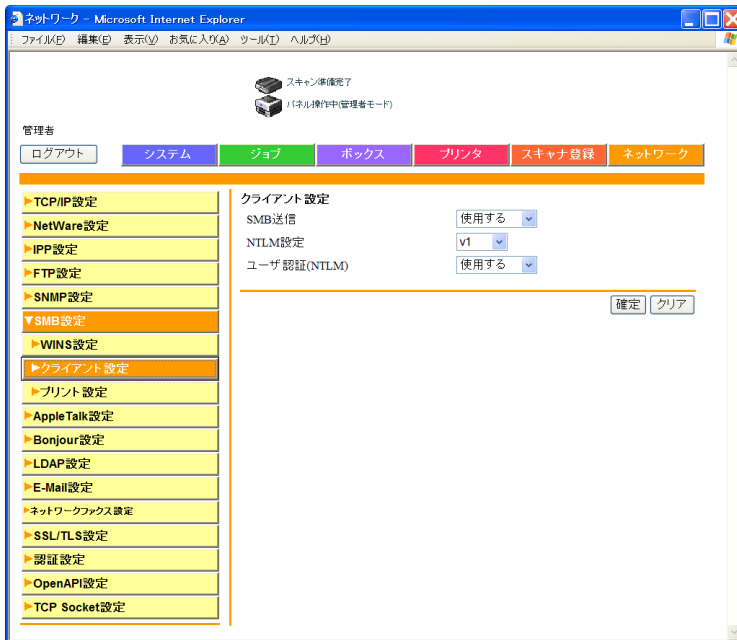 ネットワーク - Microsoft Internet Explorer
ファイル(F) 編集(E) 表示(V) お気に入り(A) ツール(T) ヘルプ(H)
スキャン準備完了
パネル操作中(管理者モード)
管理者
ログアウト システム ジョブ ボックス プリンタ スキャナ登録 ネットワーク
TCP/IP設定
NetWare設定
IPP設定
FTP設定
SNMP設定
SMB設定
WINS設定
クライアント設定
プリント設定
AppleTalk設定
Bonjour設定
LDAP設定
E-Mail設定
ネットワークファクス設定
SSL/TLS設定
認証設定
OpenAPI設定
TCP Socket設定
クライアント設定
SMB送信 使用する
NTLM設定 v1
ユーザ認証(NTLM) 使用する
確定 クリア